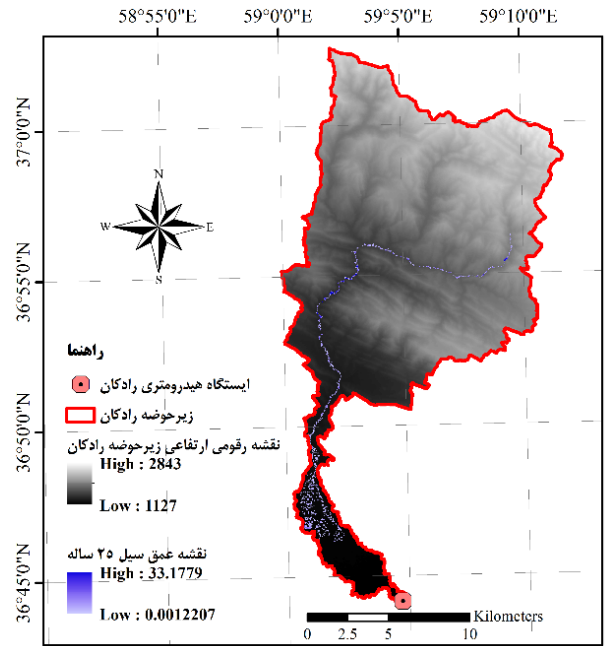 58°55'0"E
59°0'0"E
59°5'0"E
59°10'0"E
37°0'0"N
36°55'0"N
36°50'0"N
36°45'0"N
N
W
E
S
راهنما
ایستگاه هیدرومتری رادکان
زیرحوضه رادکان
نقشه رقومی ارتفاعی زیرحوضه رادکان
High : 2843
Low : 1127
نقشه عمق سیل ۲۵ ساله
High : 33.1779
Low : 0.0012207
Kilometers
0 2.5 5 10